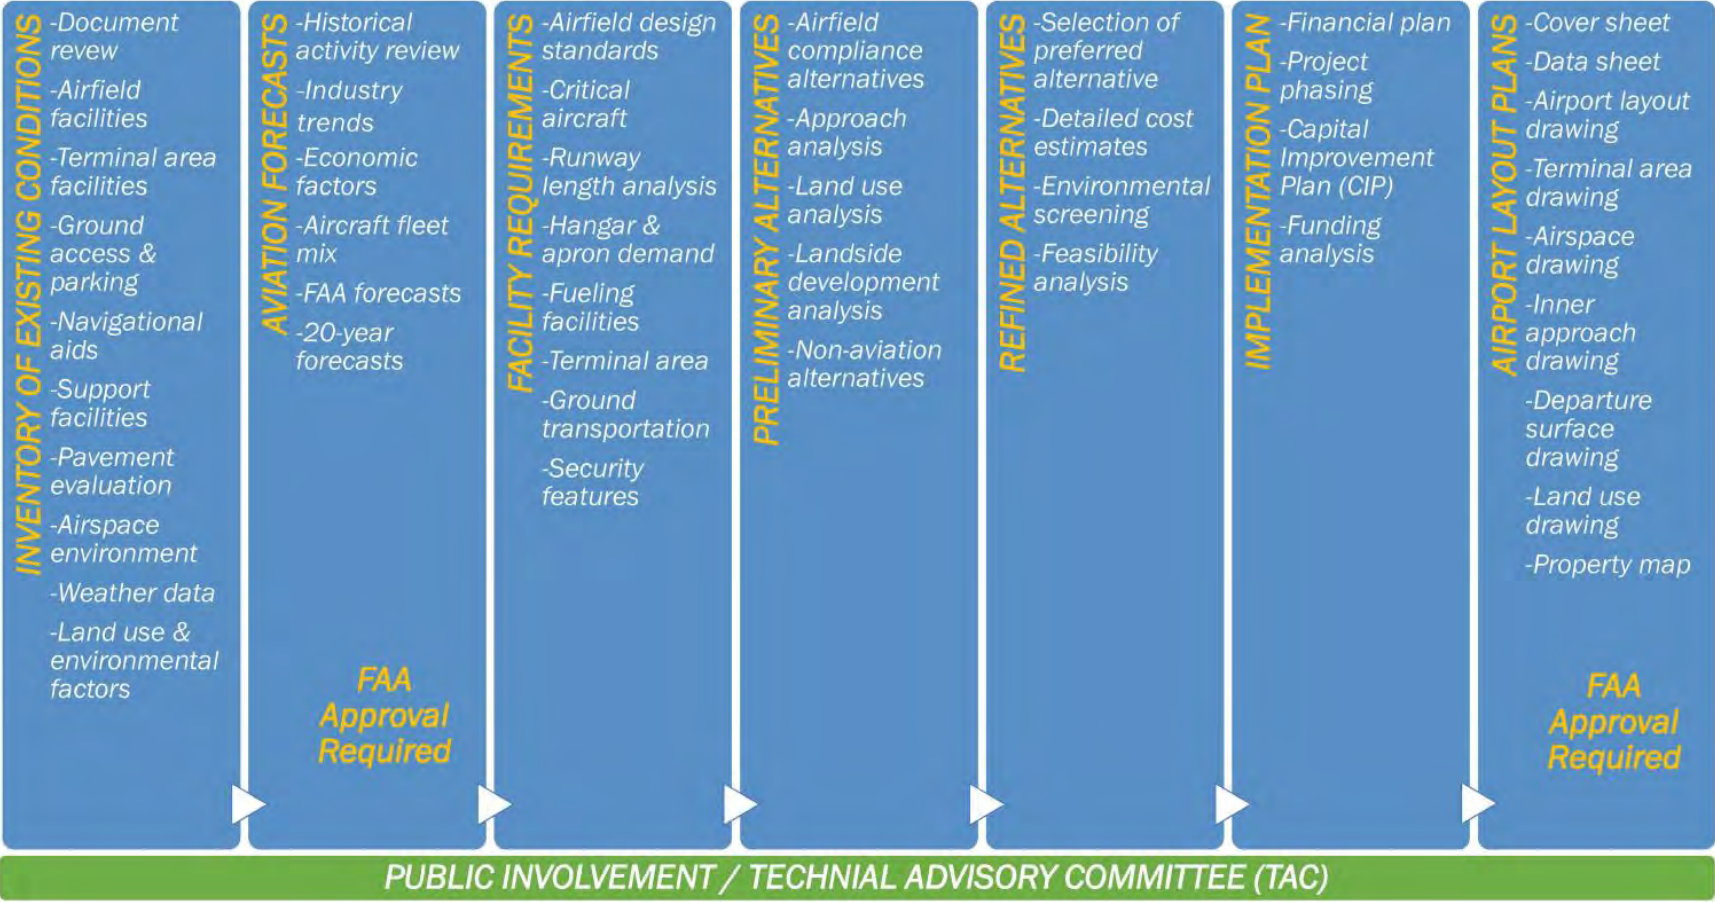 INVENTORY OF EXISTING CONDITIONS
-Document
revew
-Airfield
facilities
-Terminal area
facilities
-Ground
access &
parking
-Navigational
aids
-Support
facilities
-Pavement
evaluation
-Airspace
environment
-Weather data
-Land use &
environmental
factors
AVIATION FORECASTS
-Historical
activity review
-Industry
trends
-Economic
factors
-Aircraft fleet
mix
-FAA forecasts
-20-year
forecasts
FAA
Approval
Required
FACILITY REQUIREMENTS
-Airfield design
standards
-Critical
aircraft
-Runway
length analysis
-Hangar &
apron demand
-Fueling
facilities
-Terminal area
-Ground
transportation
-Security
features
PRELIMINARY ALTERNATIVES
-Airfield
compliance
alternatives
-Approach
analysis
-Land use
analysis
-Landside
development
analysis
-Non-aviation
alternatives
REFINED ALTERNATIVES
-Selection of
preferred
alternative
-Detailed cost
estimates
-Environmental
screening
-Feasibility
analysis
IMPLEMENTATION PLAN
-Financial plan
-Project
phasing
-Capital
Improvement
Plan (CIP)
-Funding
analysis
AIRPORT LAYOUT PLANS
-Cover sheet
-Data sheet
-Airport layout
drawing
-Terminal area
drawing
-Airspace
drawing
-Inner
approach
drawing
-Departure
surface
drawing
-Land use
drawing
-Property map
FAA
Approval
Required
PUBLIC INVOLVEMENT / TECHNIAL ADVISORY COMMITTEE (TAC)